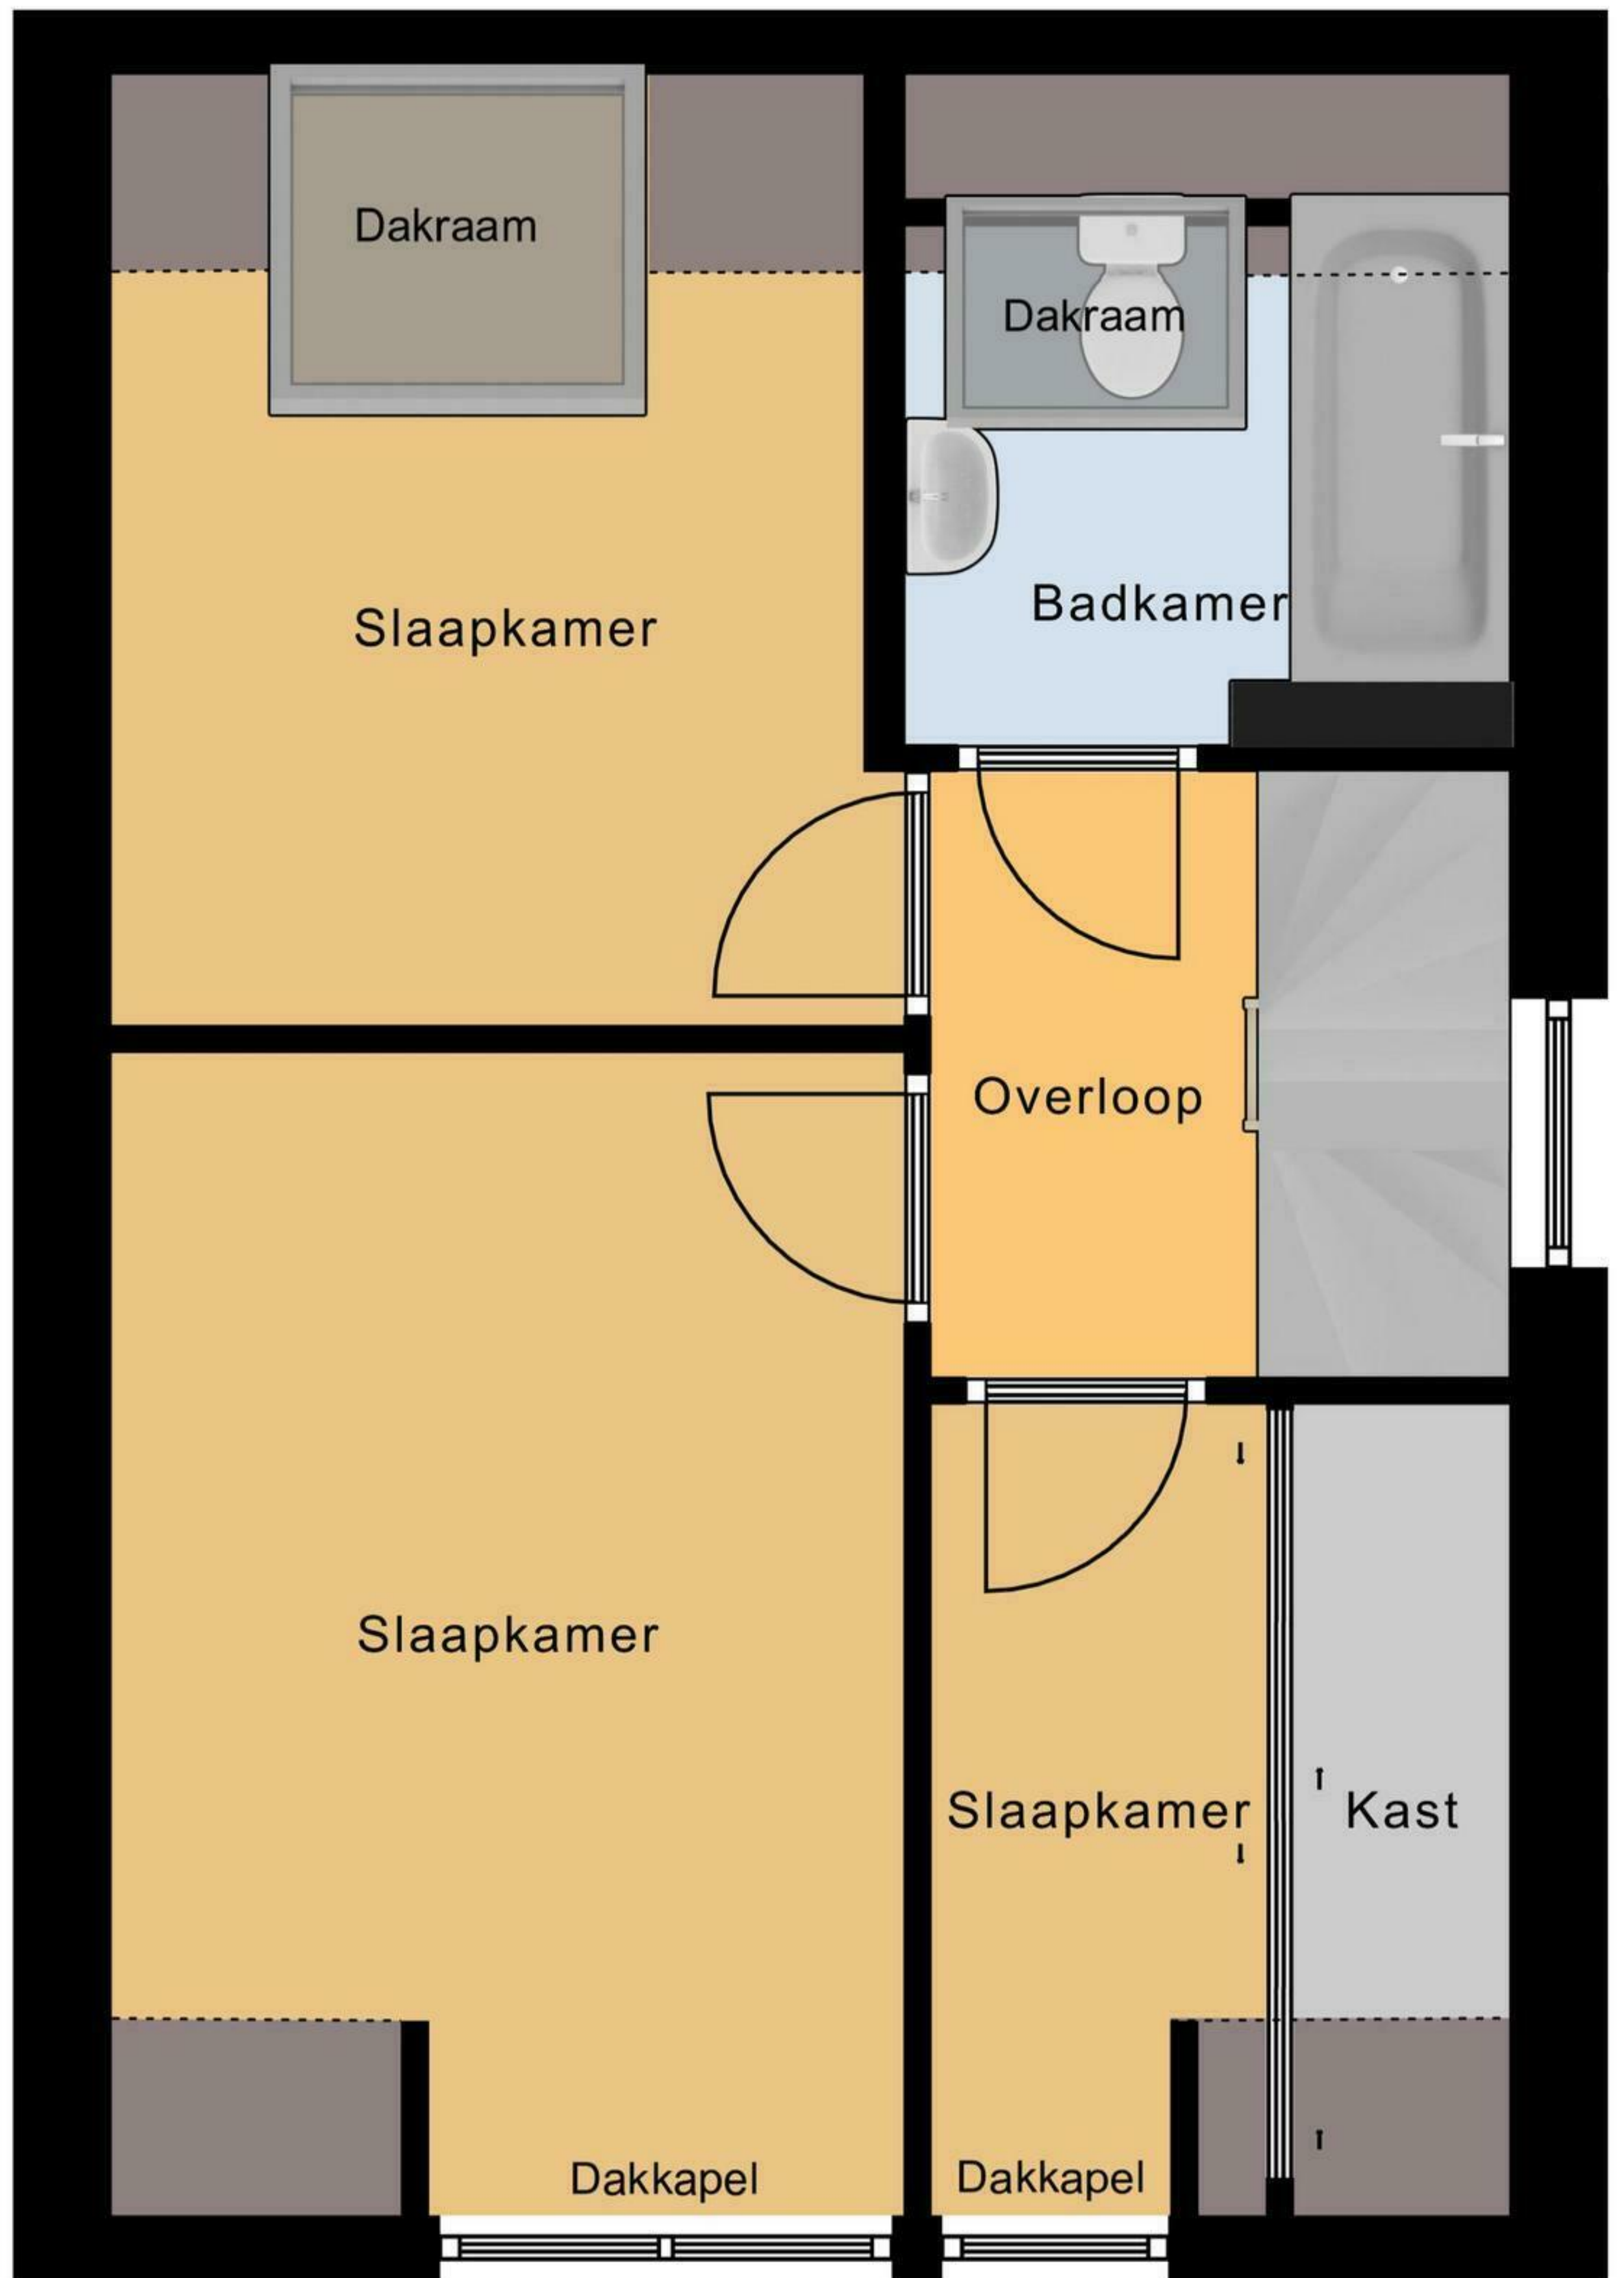 Dakraam
Dakraam
Badkamer
Slaapkamer
Overloop
Slaapkamer
Slaapkamer
Kast
Dakkapel
Dakkapel